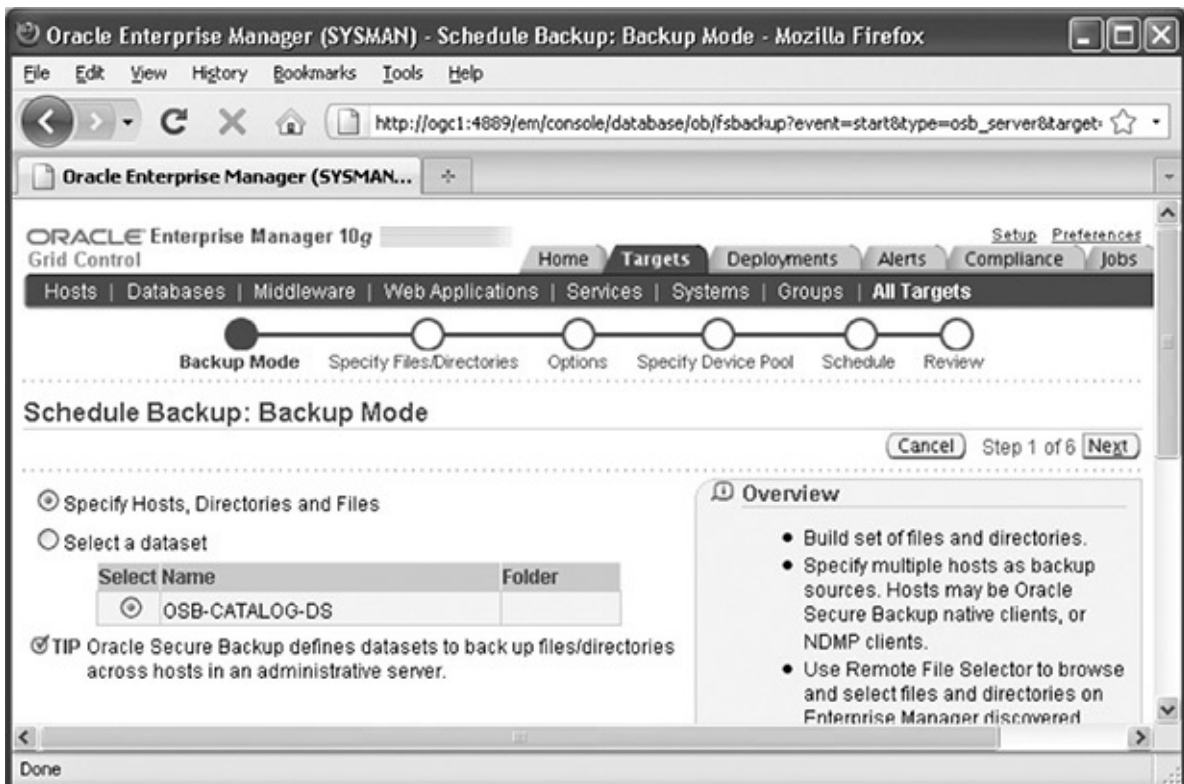 Oracle Enterprise Manager (SYSMAN) - Schedule Backup: Backup Mode - Mozilla Firefox
File Edit View History Bookmarks Tools Help
http://ogc1:4889/em/console/database/ob/fsbackup?event=start&type=osb_server&target=
Oracle Enterprise Manager (SYSMAN...
ORACLE Enterprise Manager 10g
Grid Control
Setup Preferences
Home Targets Deployments Alerts Compliance Jobs
Hosts | Databases | Middleware | Web Applications | Services | Systems | Groups | All Targets
Backup Mode Specify Files/Directories Options Specify Device Pool Schedule Review
Schedule Backup: Backup Mode
Cancel Step 1 of 6 Next
Specify Hosts, Directories and Files
Select a dataset
Select Name Folder
OSB-CATALOG-DS
TIP Oracle Secure Backup defines datasets to back up files/directories
across hosts in an administrative server.
Overview
Build set of files and directories.
Specify multiple hosts as backup
sources. Hosts may be Oracle
Secure Backup native clients, or
NDMP clients.
Use Remote File Selector to browse
and select files and directories on
Enterprise Manager discovered
Done